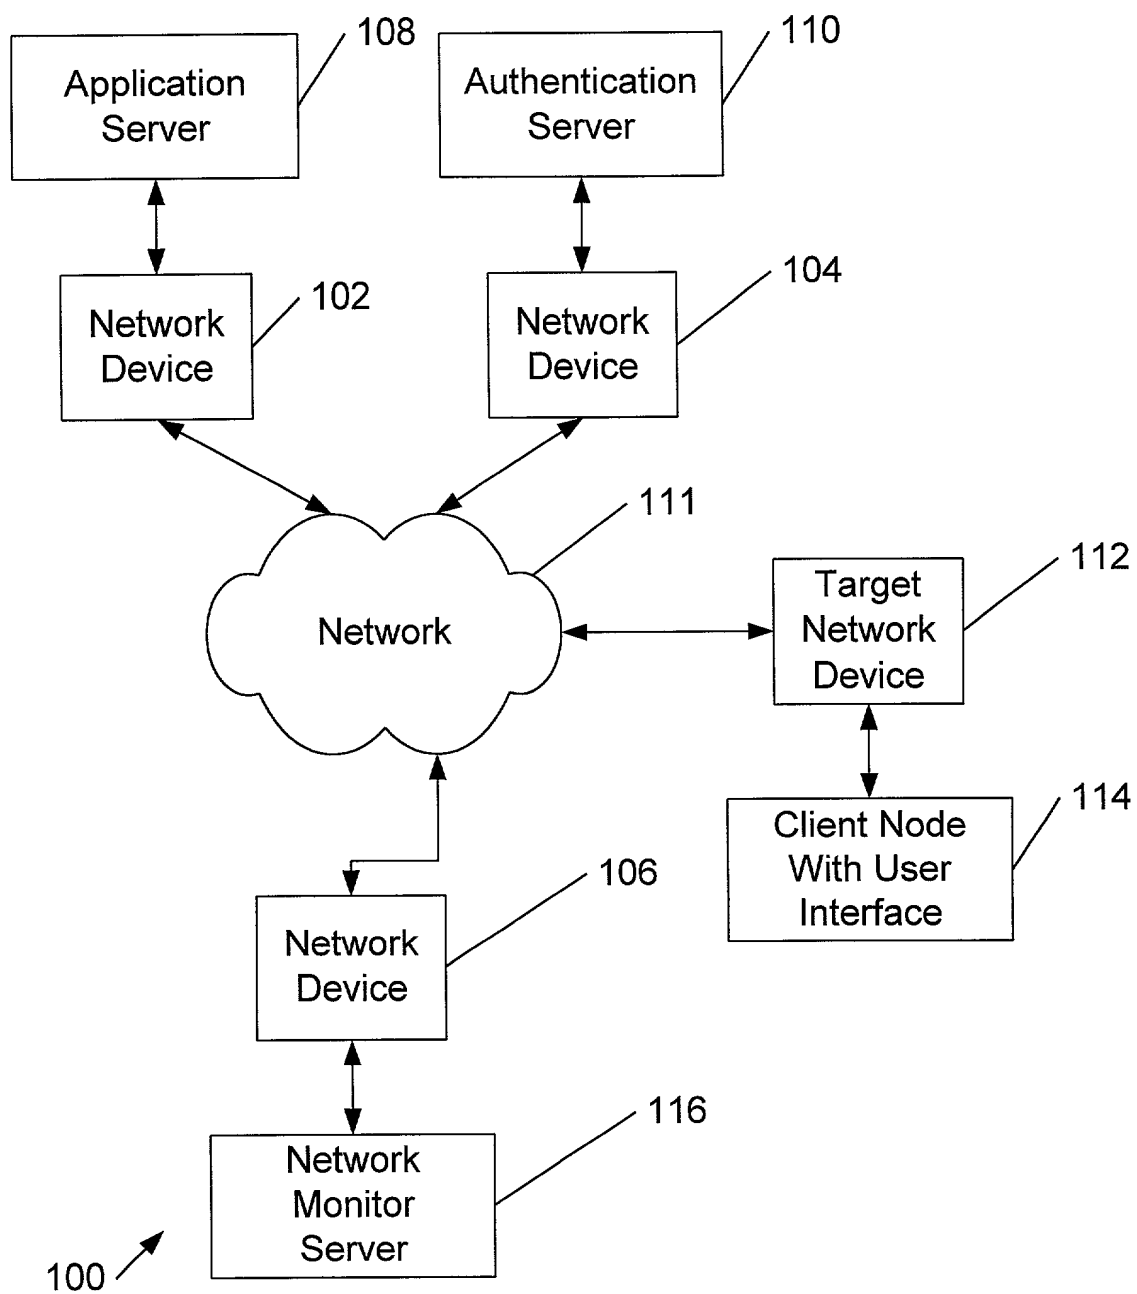 108
110
Application
Server
Authentication
Server
102
104
Network
Device
Network
Device
111
112
Network
Target
Network
Device
114
Client Node
With User
Interface
106
Network
Device
116
Network
Monitor
Server
100